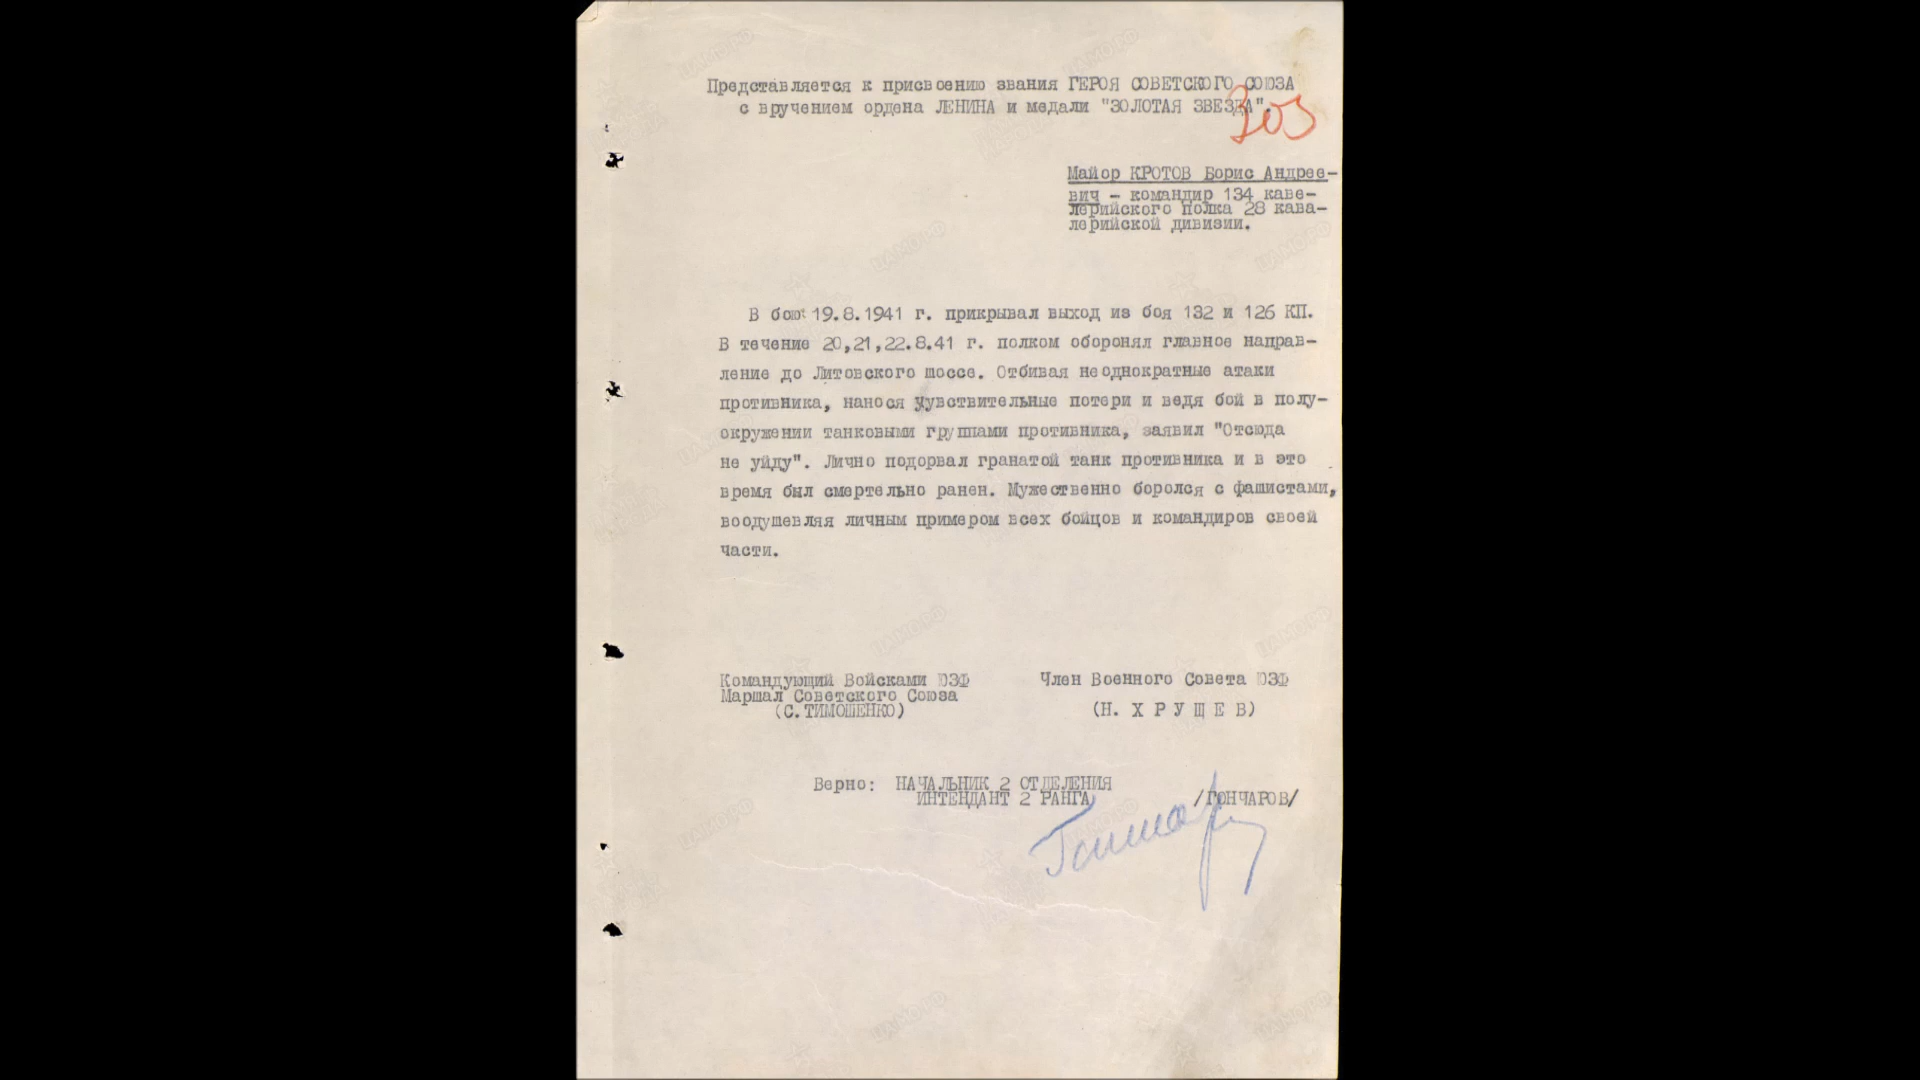 Представляется к присвоению звания ГЕРОЯ СОВЕТСКОГО СОЮЗА
с вручением ордена ЛЕНИНА и медали "ЗОЛОТАЯ ЗВЕЗДА".
303
Майор КРОТОВ Борис Андрее-
вич - командир 134 каве-
лерийского полка 28 кава-
лерийской дивизии.
В бою 19.8.1941 г. прикрывал выход из боя 132 и 126 КП.
В течение 20,21,22.8.41 г. полком оборонял главное направ-
ление до Литовского шоссе. Отбивая неоднократные атаки
противника, нанося чувствительные потери и ведя бой в полу-
окружении танковыми группами противника, заявил "Отсюда
не уйду". Лично подорвал гранатой танк противника и в это
время был смертельно ранен. Мужественно боролся с фашистами,
воодушевляя личным примером всех бойцов и командиров своей
части.
Командующий Войсками ЮЗФ
Маршал Советского Союза
(С.ТИМОШЕНКО)
Член Военного Совета ЮЗФ
(Н. Х Р У Щ Е В)
Верно: НАЧАЛЬНИК 2 ОТДЕЛЕНИЯ
ИНТЕНДАНТ 2 РАНГА /ГОНЧАРОВ/
ЦАМО.РФ